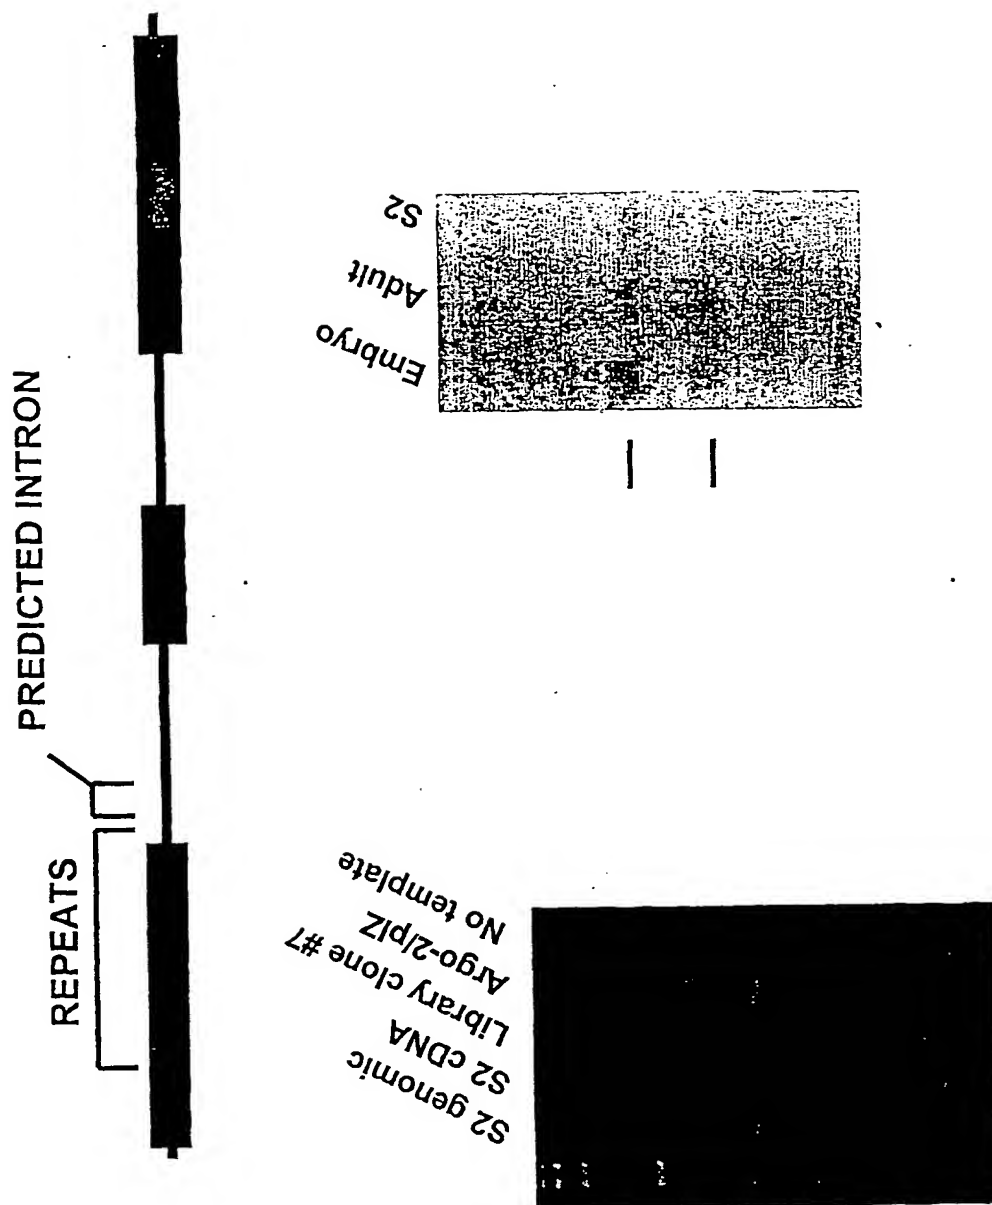 REPEATS
PREDICTED INTRON
S2 genomic
S2 cDNA
Library clone #7
Argo-2/pIZ
No template
Embryo
Adult
S2